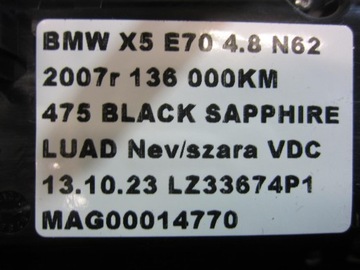 BMW X5 E70 4.8 N62
2007r 136 000KM
475 BLACK SAPPHIRE
LUAD Nev/szara VDC
13.10.23 LZ33674P1
MAG00014770